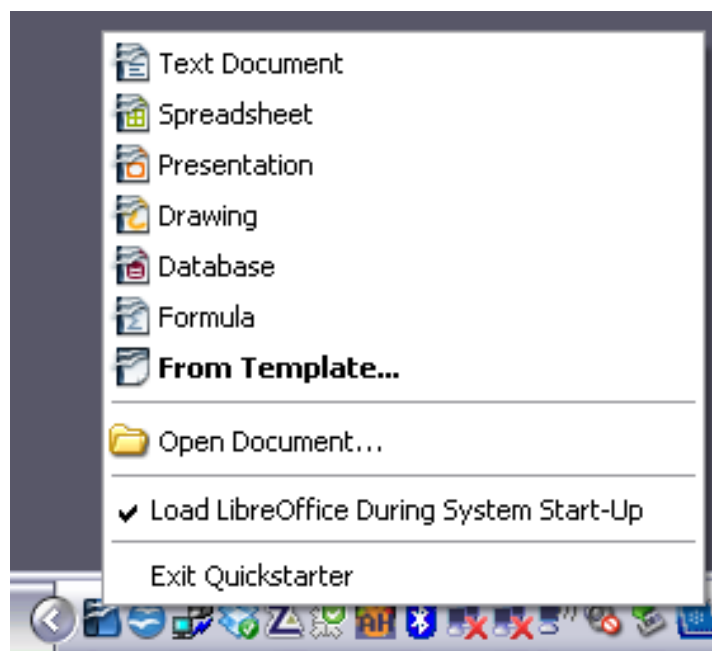 Text Document
Spreadsheet
Presentation
Drawing
Database
Formula
From Template...
Open Document...
Load LibreOffice During System Start-Up
Exit Quickstarter
AH